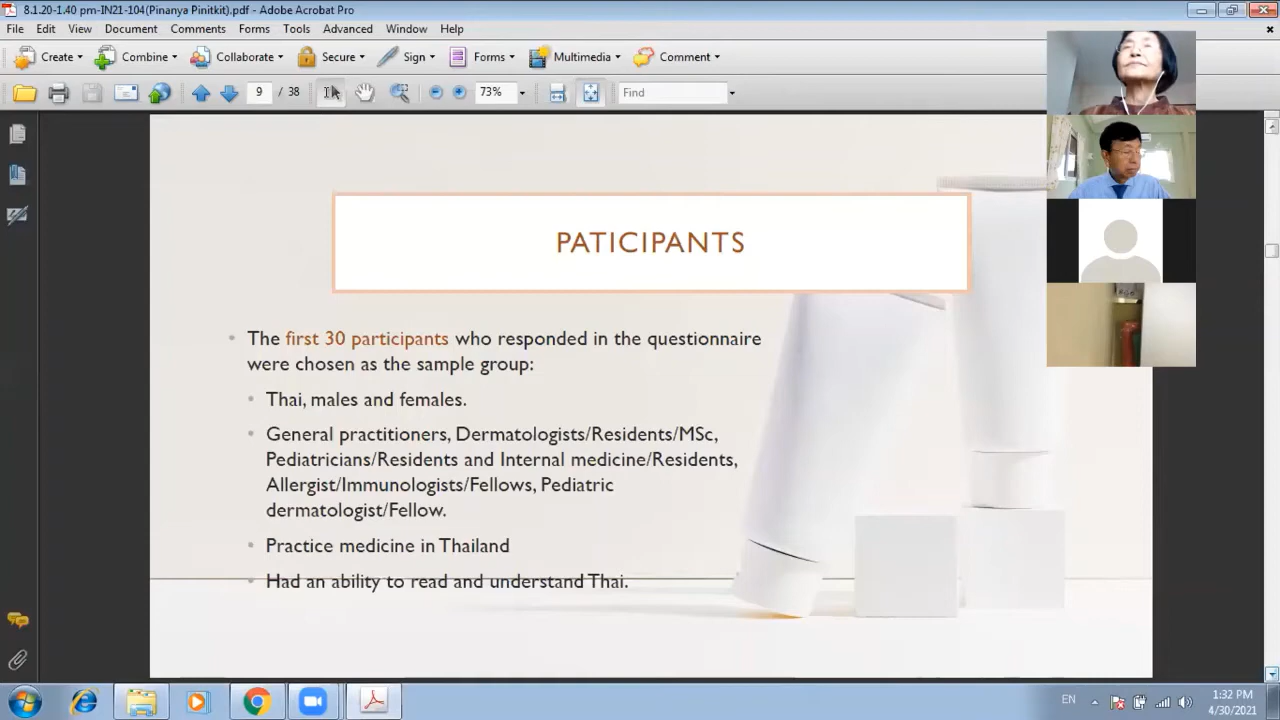 8.1.20-1.40 pm-IN21-104(Pinanya Pinitkit).pdf - Adobe Acrobat Pro
File Edit View Document Comments Forms Tools Advanced Window Help
Create Combine Collaborate Secure Sign Forms Multimedia Comment
9 / 38 73% Find
PATICIPANTS
The first 30 participants who responded in the questionnaire
were chosen as the sample group:
Thai, males and females.
General practitioners, Dermatologists/Residents/MSc,
Pediatricians/Residents and Internal medicine/Residents,
Allergist/Immunologists/Fellows, Pediatric
dermatologist/Fellow.
Practice medicine in Thailand
Had an ability to read and understand Thai.
EN
1:32 PM
4/30/2021